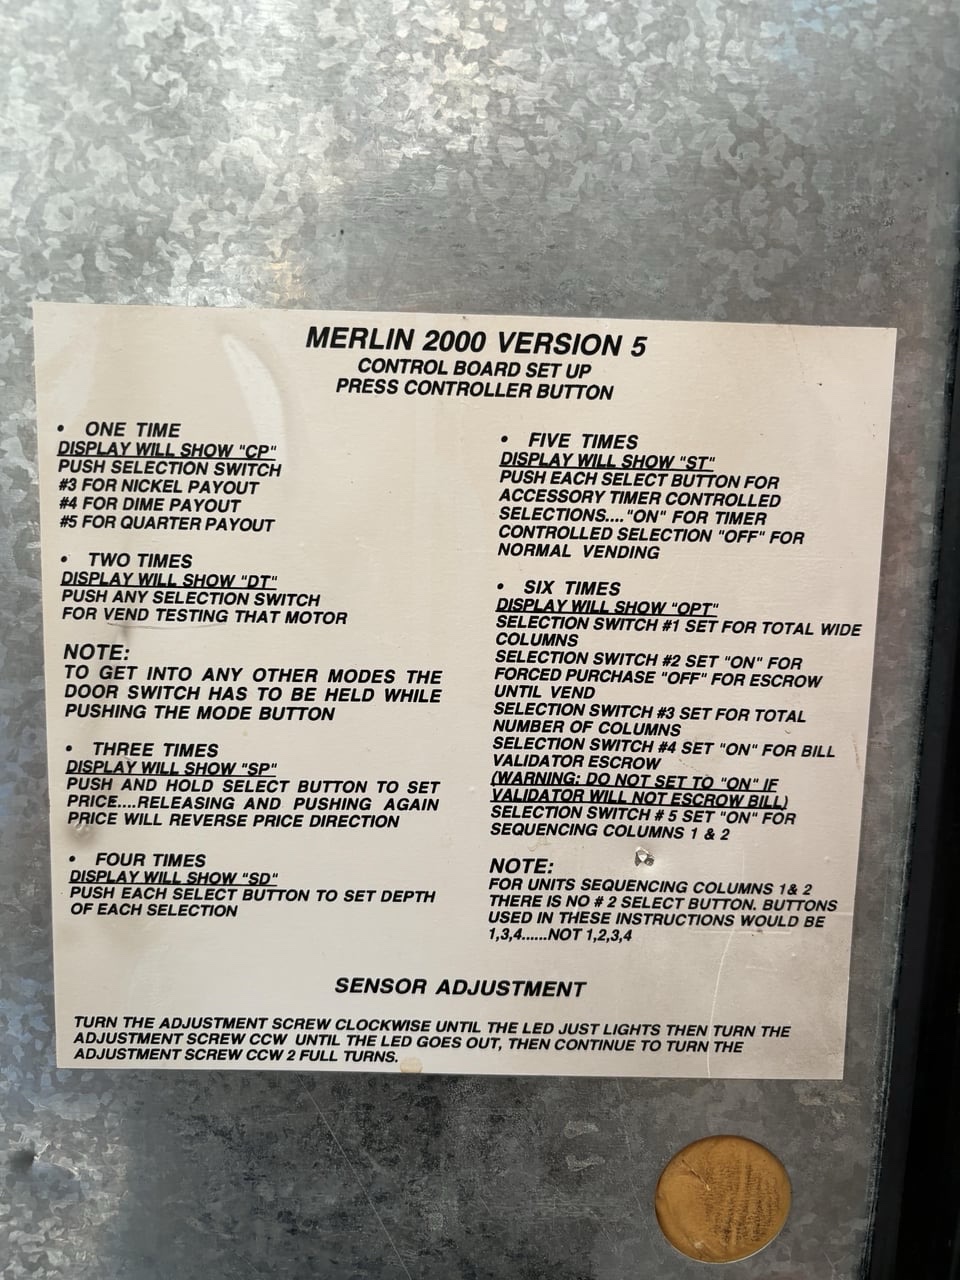 MERLIN 2000 VERSION 5
CONTROL BOARD SET UP
PRESS CONTROLLER BUTTON
• ONE TIME
DISPLAY WILL SHOW "CP"
PUSH SELECTION SWITCH
#3 FOR NICKEL PAYOUT
#4 FOR DIME PAYOUT
#5 FOR QUARTER PAYOUT
• TWO TIMES
DISPLAY WILL SHOW "DT"
PUSH ANY SELECTION SWITCH
FOR VEND TESTING THAT MOTOR
NOTE:
TO GET INTO ANY OTHER MODES THE
DOOR SWITCH HAS TO BE HELD WHILE
PUSHING THE MODE BUTTON
• THREE TIMES
DISPLAY WILL SHOW "SP"
PUSH AND HOLD SELECT BUTTON TO SET
PRICE....RELEASING AND PUSHING AGAIN
PRICE WILL REVERSE PRICE DIRECTION
• FOUR TIMES
DISPLAY WILL SHOW "SD"
PUSH EACH SELECT BUTTON TO SET DEPTH
OF EACH SELECTION
• FIVE TIMES
DISPLAY WILL SHOW "ST"
PUSH EACH SELECT BUTTON FOR
ACCESSORY TIMER CONTROLLED
SELECTIONS...."ON" FOR TIMER
CONTROLLED SELECTION "OFF" FOR
NORMAL VENDING
• SIX TIMES
DISPLAY WILL SHOW "OPT"
SELECTION SWITCH #1 SET FOR TOTAL WIDE
COLUMNS
SELECTION SWITCH #2 SET "ON" FOR
FORCED PURCHASE "OFF" FOR ESCROW
UNTIL VEND
SELECTION SWITCH #3 SET FOR TOTAL
NUMBER OF COLUMNS
SELECTION SWITCH #4 SET "ON" FOR BILL
VALIDATOR ESCROW
(WARNING: DO NOT SET TO "ON" IF
VALIDATOR WILL NOT ESCROW BILL)
SELECTION SWITCH # 5 SET "ON" FOR
SEQUENCING COLUMNS 1 & 2
NOTE:
FOR UNITS SEQUENCING COLUMNS 1& 2
THERE IS NO # 2 SELECT BUTTON. BUTTONS
USED IN THESE INSTRUCTIONS WOULD BE
1,3,4......NOT 1,2,3,4
SENSOR ADJUSTMENT
TURN THE ADJUSTMENT SCREW CLOCKWISE UNTIL THE LED JUST LIGHTS THEN TURN THE
ADJUSTMENT SCREW CCW UNTIL THE LED GOES OUT, THEN CONTINUE TO TURN THE
ADJUSTMENT SCREW CCW 2 FULL TURNS.